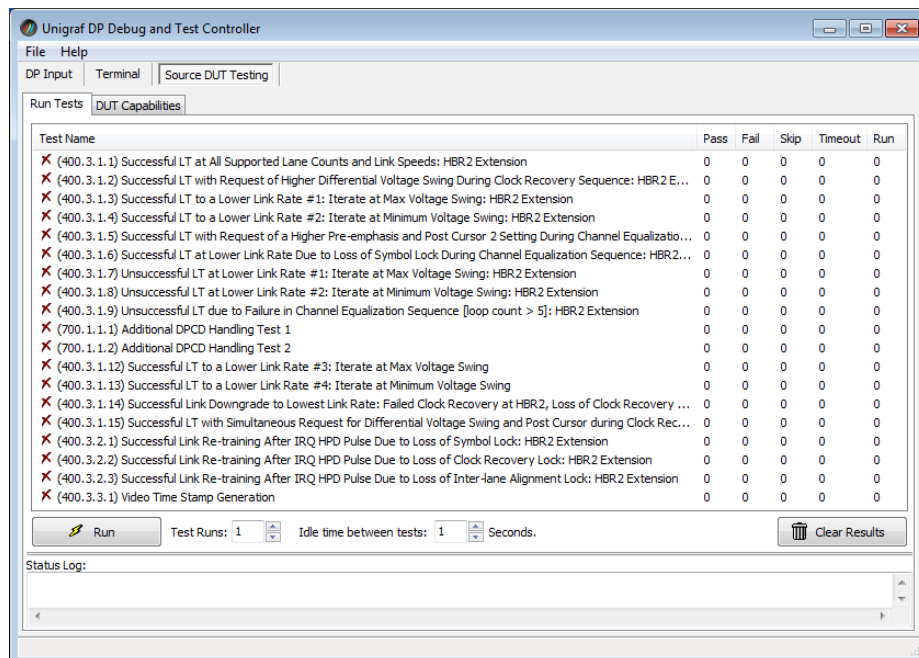 Unigraf DP Debug and Test Controller
File Help
DP Input Terminal Source DUT Testing
Run Tests DUT Capabilities
Test Name Pass Fail Skip Timeout Run
(400.3.1.1) Successful LT at All Supported Lane Counts and Link Speeds: HBR2 Extension 0 0 0 0 0
(400.3.1.2) Successful LT with Request of Higher Differential Voltage Swing During Clock Recovery Sequence: HBR2 E... 0 0 0 0 0
(400.3.1.3) Successful LT to a Lower Link Rate #1: Iterate at Max Voltage Swing: HBR2 Extension 0 0 0 0 0
(400.3.1.4) Successful LT to a Lower Link Rate #2: Iterate at Minimum Voltage Swing: HBR2 Extension 0 0 0 0 0
(400.3.1.5) Successful LT with Request of a Higher Pre-emphasis and Post Cursor 2 Setting During Channel Equalizatio... 0 0 0 0 0
(400.3.1.6) Successful LT at Lower Link Rate Due to Loss of Symbol Lock During Channel Equalization Sequence: HBR2... 0 0 0 0 0
(400.3.1.7) Unsuccessful LT at Lower Link Rate #1: Iterate at Max Voltage Swing: HBR2 Extension 0 0 0 0 0
(400.3.1.8) Unsuccessful LT at Lower Link Rate #2: Iterate at Minimum Voltage Swing: HBR2 Extension 0 0 0 0 0
(400.3.1.9) Unsuccessful LT due to Failure in Channel Equalization Sequence [loop count > 5]: HBR2 Extension 0 0 0 0 0
(700.1.1.1) Additional DPCD Handling Test 1 0 0 0 0 0
(700.1.1.2) Additional DPCD Handling Test 2 0 0 0 0 0
(400.3.1.12) Successful LT to a Lower Link Rate #3: Iterate at Max Voltage Swing 0 0 0 0 0
(400.3.1.13) Successful LT to a Lower Link Rate #4: Iterate at Minimum Voltage Swing 0 0 0 0 0
(400.3.1.14) Successful Link Downgrade to Lowest Link Rate: Failed Clock Recovery at HBR2, Loss of Clock Recovery ... 0 0 0 0 0
(400.3.1.15) Successful LT with Simultaneous Request for Differential Voltage Swing and Post Cursor during Clock Rec... 0 0 0 0 0
(400.3.2.1) Successful Link Re-training After IRQ HPD Pulse Due to Loss of Symbol Lock: HBR2 Extension 0 0 0 0 0
(400.3.2.2) Successful Link Re-training After IRQ HPD Pulse Due to Loss of Clock Recovery Lock: HBR2 Extension 0 0 0 0 0
(400.3.2.3) Successful Link Re-training After IRQ HPD Pulse Due to Loss of Inter-lane Alignment Lock: HBR2 Extension 0 0 0 0 0
(400.3.3.1) Video Time Stamp Generation 0 0 0 0 0
Run Test Runs: 1 Idle time between tests: 1 Seconds. Clear Results
Status Log: